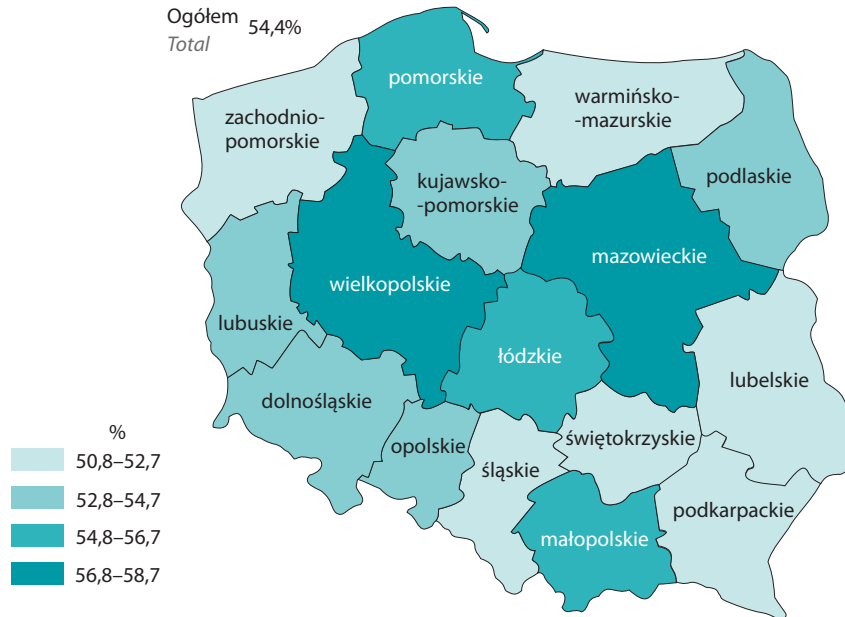 Ogółem 54,4%
Total
pomorskie
warmińsko-
-mazurskie
zachodnio-
pomorskie
podlaskie
kujawsko-
-pomorskie
mazowieckie
wielkopolskie
lubuskie
łódzkie
lubelskie
dolnośląskie
opolskie
świętokrzyskie
śląskie
podkarpackie
małopolskie
%
50,8–52,7
52,8–54,7
54,8–56,7
56,8–58,7